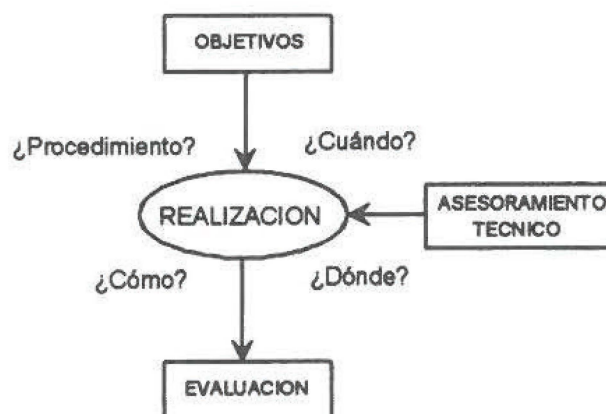 OBJETIVOS
¿Procedimiento? ¿Cuándo?
REALIZACION
ASESORAMIENTO
TECNICO
¿Cómo? ¿Dónde?
EVALUACION